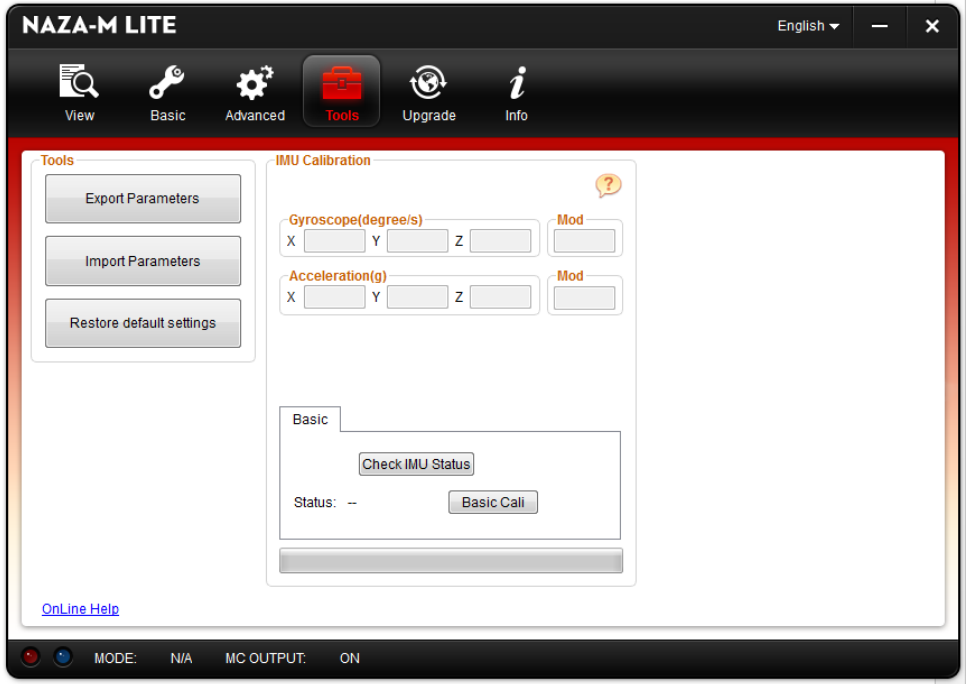 NAZA-M LITE
English
View
Basic
Advanced
Tools
Upgrade
Info
Tools
Export Parameters
Import Parameters
Restore default settings
IMU Calibration
?
Gyroscope(degree/s)
Mod
X Y Z
Acceleration(g)
Mod
X Y Z
Basic
Check IMU Status
Status: --
Basic Cali
OnLine Help
MODE: N/A MC OUTPUT: ON